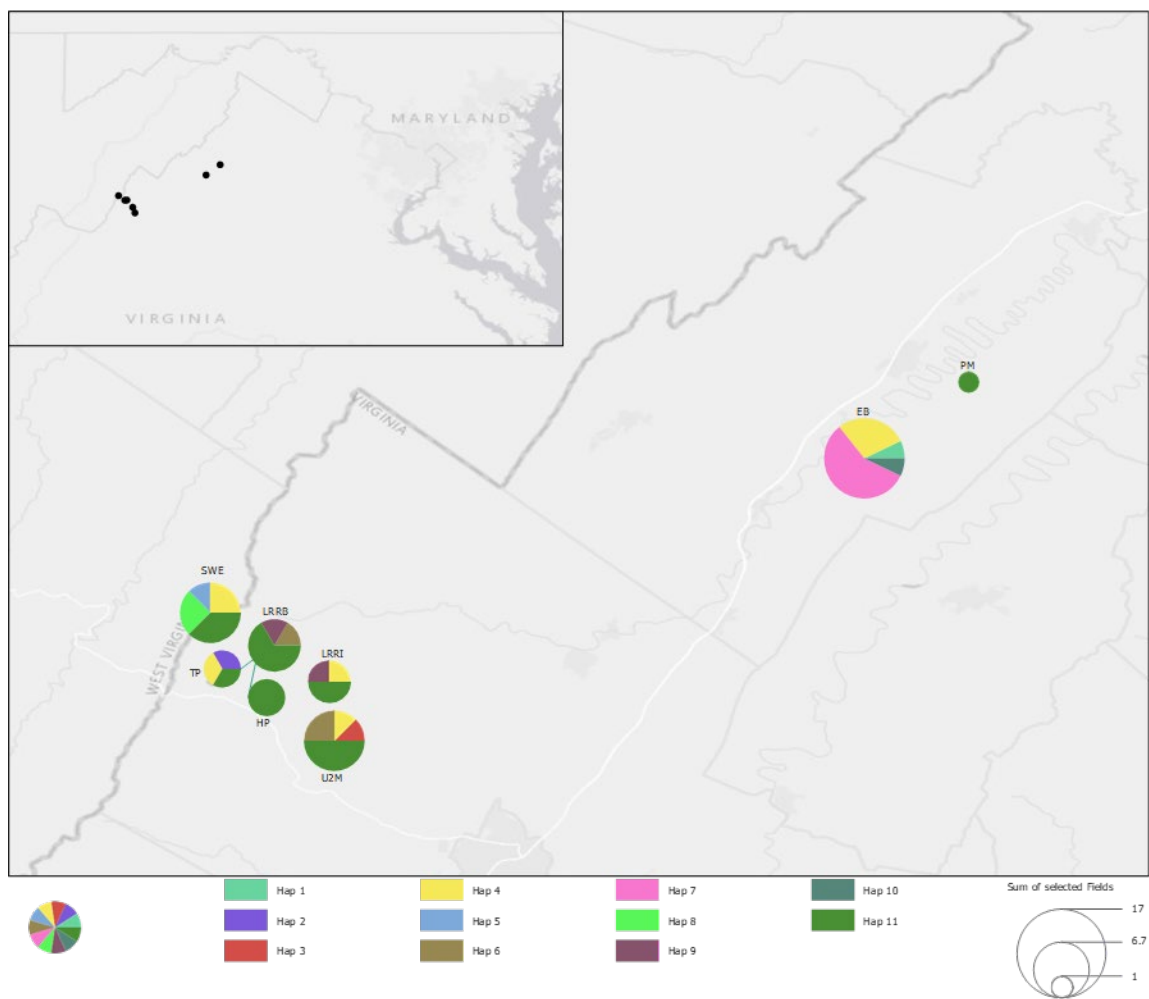 MARYLAND
VIRGINIA
VIRGINIA
PM
EB
SWE
LRRB
WEST VIRGIN
LRRI
TP
HP
U2M
Hap 1
Hap 4
Hap 7
Hap 10
Sum of selected Fields
Hap 2
Hap 5
Hap 8
Hap 11
17
Hap 3
Hap 6
Hap 9
6.7
1